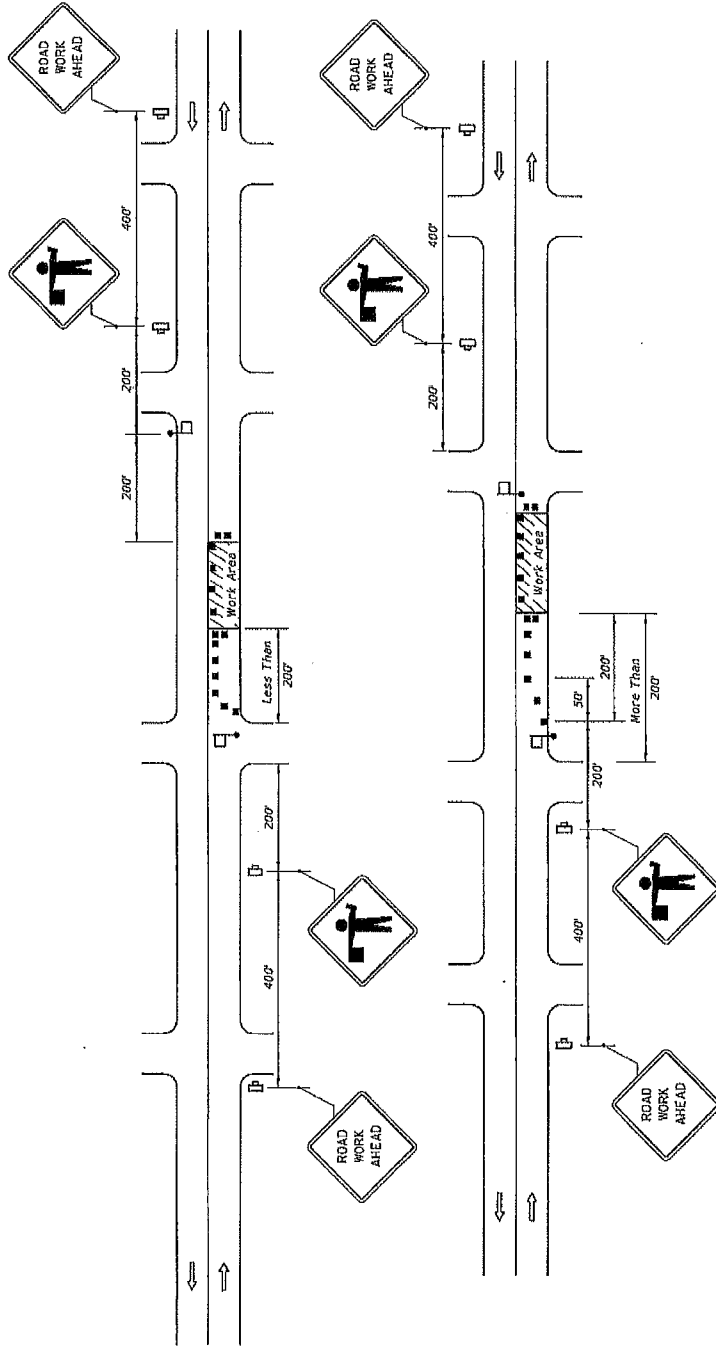 ROAD
WORK
AHEAD
400'
200'
200'
Work Area
Less Than
200'
200'
400'
ROAD
WORK
AHEAD
ROAD
WORK
AHEAD
400'
200'
Work Area
200'
More Than
200'
50'
200'
400'
ROAD
WORK
AHEAD